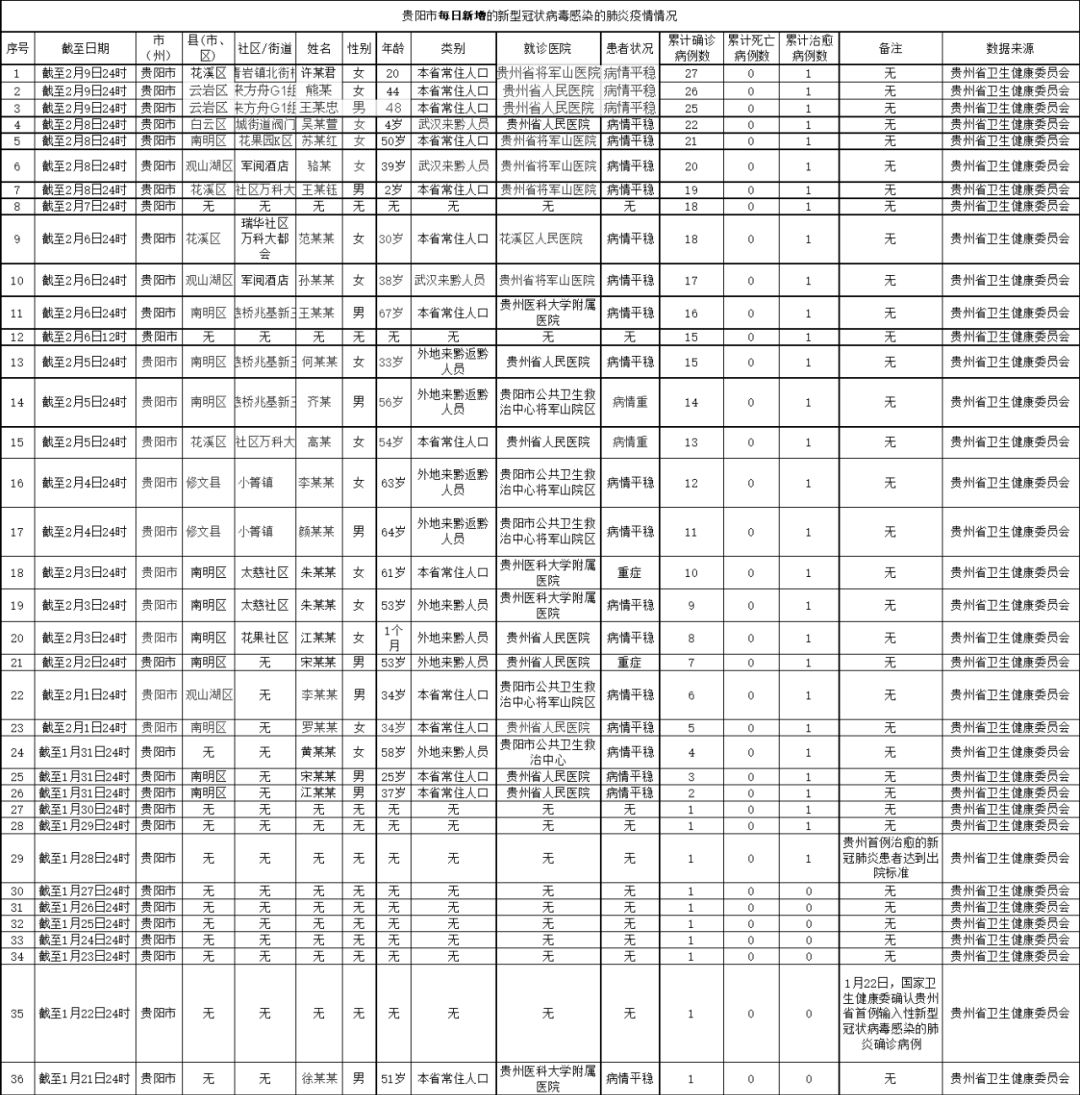 贵阳市每日新增的新型冠状病毒感染的肺炎疫情情况
序号 截至日期 市（州） 县(市、区) 社区/街道 姓名 性别 年龄 类别 就诊医院 患者状况 累计确诊病例数 累计死亡病例数 累计治愈病例数 备注 数据来源
1 截至2月9日24时 贵阳市 花溪区 青岩镇北街村 许某君 女 20 本省常住人口 贵州省将军山医院 病情平稳 27 0 1 无 贵州省卫生健康委员会
2 截至2月9日24时 贵阳市 云岩区 来方舟G1组 熊某 女 44 本省常住人口 贵州省人民医院 病情平稳 26 0 1 无 贵州省卫生健康委员会
3 截至2月9日24时 贵阳市 云岩区 来方舟G1组 王某忠 男 48 本省常住人口 贵州省人民医院 病情平稳 25 0 1 无 贵州省卫生健康委员会
4 截至2月8日24时 贵阳市 白云区 城街道阀门 吴某萱 女 4岁 武汉来黔人员 贵州省人民医院 病情平稳 22 0 1 无 贵州省卫生健康委员会
5 截至2月8日24时 贵阳市 南明区 花果园K区 苏某红 女 50岁 本省常住人口 贵州省将军山医院 病情平稳 21 0 1 无 贵州省卫生健康委员会
6 截至2月8日24时 贵阳市 观山湖区 军阅酒店 骆某 女 39岁 武汉来黔人员 贵州省将军山医院 病情平稳 20 0 1 无 贵州省卫生健康委员会
7 截至2月8日24时 贵阳市 花溪区 社区万科大 王某钰 男 2岁 本省常住人口 贵州省将军山医院 病情平稳 19 0 1 无 贵州省卫生健康委员会
8 截至2月7日24时 贵阳市 无 无 无 无 无 无 无 无 18 0 1 无 贵州省卫生健康委员会
9 截至2月6日24时 贵阳市 花溪区 瑞华社区万科大都会 范某某 女 30岁 本省常住人口 花溪区人民医院 病情平稳 18 0 1 无 贵州省卫生健康委员会
10 截至2月6日24时 贵阳市 观山湖区 军阅酒店 孙某某 女 38岁 武汉来黔人员 贵州省将军山医院 病情平稳 17 0 1 无 贵州省卫生健康委员会
11 截至2月6日24时 贵阳市 南明区 桥兆基新 王某某 男 67岁 本省常住人口 贵州医科大学附属医院 病情平稳 16 0 1 无 贵州省卫生健康委员会
12 截至2月6日12时 贵阳市 无 无 无 无 无 无 无 无 15 0 1 无 贵州省卫生健康委员会
13 截至2月5日24时 贵阳市 南明区 桥兆基新 何某某 女 33岁 外地来黔返黔人员 贵州省人民医院 病情平稳 15 0 1 无 贵州省卫生健康委员会
14 截至2月5日24时 贵阳市 南明区 桥兆基新 齐某 男 56岁 外地来黔返黔人员 贵阳市公共卫生救治中心将军山院区 病情重 14 0 1 无 贵州省卫生健康委员会
15 截至2月5日24时 贵阳市 花溪区 社区万科大 高某 女 54岁 本省常住人口 贵州省人民医院 病情重 13 0 1 无 贵州省卫生健康委员会
16 截至2月4日24时 贵阳市 修文县 小箐镇 李某某 女 63岁 外地来黔返黔人员 贵阳市公共卫生救治中心将军山院区 病情平稳 12 0 1 无 贵州省卫生健康委员会
17 截至2月4日24时 贵阳市 修文县 小箐镇 颜某某 男 64岁 外地来黔返黔人员 贵阳市公共卫生救治中心将军山院区 病情平稳 11 0 1 无 贵州省卫生健康委员会
18 截至2月3日24时 贵阳市 南明区 太慈社区 朱某某 女 61岁 本省常住人口 贵州医科大学附属医院 重症 10 0 1 无 贵州省卫生健康委员会
19 截至2月3日24时 贵阳市 南明区 太慈社区 朱某某 女 53岁 外地来黔人员 贵州医科大学附属医院 病情平稳 9 0 1 无 贵州省卫生健康委员会
20 截至2月3日24时 贵阳市 南明区 花果社区 江某某 女 1个月 外地来黔人员 贵州省人民医院 病情平稳 8 0 1 无 贵州省卫生健康委员会
21 截至2月2日24时 贵阳市 南明区 无 宋某某 男 53岁 外地来黔人员 贵州省人民医院 重症 7 0 1 无 贵州省卫生健康委员会
22 截至2月1日24时 贵阳市 观山湖区 无 李某某 男 34岁 本省常住人口 贵阳市公共卫生救治中心将军山院区 病情平稳 6 0 1 无 贵州省卫生健康委员会
23 截至2月1日24时 贵阳市 南明区 无 罗某某 女 34岁 本省常住人口 贵州省人民医院 病情平稳 5 0 1 无 贵州省卫生健康委员会
24 截至1月31日24时 贵阳市 无 无 黄某某 女 58岁 外地来黔人员 贵阳市公共卫生救治中心 病情平稳 4 0 1 无 贵州省卫生健康委员会
25 截至1月31日24时 贵阳市 南明区 无 宋某某 男 25岁 本省常住人口 贵州省人民医院 病情平稳 3 0 1 无 贵州省卫生健康委员会
26 截至1月31日24时 贵阳市 南明区 无 江某某 男 37岁 本省常住人口 贵州省人民医院 病情平稳 2 0 1 无 贵州省卫生健康委员会
27 截至1月30日24时 贵阳市 无 无 无 无 无 无 无 无 1 0 1 无 贵州省卫生健康委员会
28 截至1月29日24时 贵阳市 无 无 无 无 无 无 无 无 1 0 1 无 贵州省卫生健康委员会
29 截至1月28日24时 贵阳市 无 无 无 无 无 无 无 无 1 0 1 贵州首例治愈的新冠肺炎患者达到出院标准 贵州省卫生健康委员会
30 截至1月27日24时 贵阳市 无 无 无 无 无 无 无 无 1 0 0 无 贵州省卫生健康委员会
31 截至1月26日24时 贵阳市 无 无 无 无 无 无 无 无 1 0 0 无 贵州省卫生健康委员会
32 截至1月25日24时 贵阳市 无 无 无 无 无 无 无 无 1 0 0 无 贵州省卫生健康委员会
33 截至1月24日24时 贵阳市 无 无 无 无 无 无 无 无 1 0 0 无 贵州省卫生健康委员会
34 截至1月23日24时 贵阳市 无 无 无 无 无 无 无 无 1 0 0 无 贵州省卫生健康委员会
35 截至1月22日24时 贵阳市 无 无 无 无 无 无 无 无 1 0 0 1月22日，国家卫生健康委确认贵州省首例输入性新型冠状病毒感染的肺炎确诊病例 贵州省卫生健康委员会
36 截至1月21日24时 贵阳市 无 无 徐某某 男 51岁 本省常住人口 贵州医科大学附属医院 病情平稳 1 0 0 无 贵州省卫生健康委员会